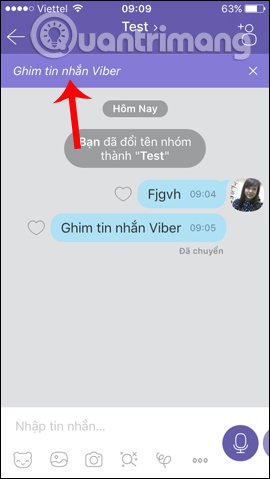 Viettel
09:09
63%
Test
Quantrimang
Ghim tin nhắn Viber
Hôm Nay
Bạn đã đổi tên nhóm
thành "Test"
Fjgvh 09:04
Ghim tin nhắn Viber 09:05
Đã chuyển
Nhập tin nhắn...